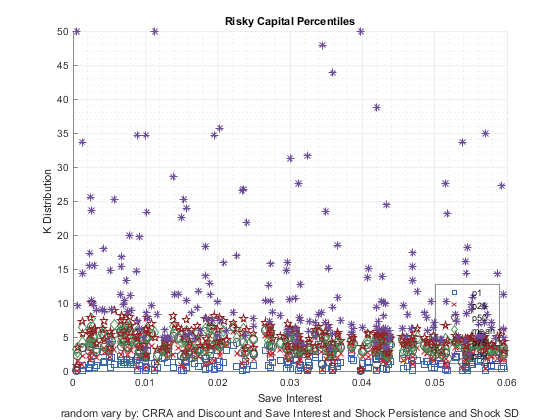 Risky Capital Percentiles
50
45
40
35
30
25
20
15
10
5
0
K Distribution
p1
p25
p50
0
0.01
0.02
0.03
0.04
0.05
0.06
Save Interest
random vary by: CRRA and Discount and Save Interest and Shock Persistence and Shock SD